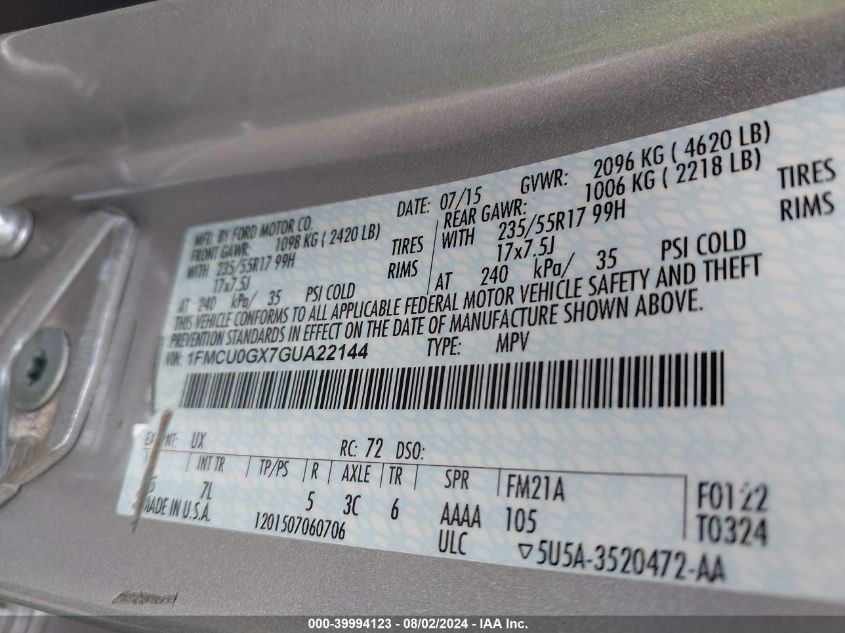 MFD. BY FORD MOTOR CO.
DATE: 07/15 GVWR: 2096 KG ( 4620 LB)
FRONT GAWR: 1098 KG ( 2420 LB)
REAR GAWR: 1006 KG ( 2218 LB)
WITH 235/55R17 99H TIRES
17x7.5J RIMS
WITH 235/55R17 99H TIRES
17x7.5J RIMS
AT 240 kPa/ 35 PSI COLD
AT 240 kPa/ 35 PSI COLD
THIS VEHICLE CONFORMS TO ALL APPLICABLE FEDERAL MOTOR VEHICLE SAFETY AND THEFT
PREVENTION STANDARDS IN EFFECT ON THE DATE OF MANUFACTURE SHOWN ABOVE.
VIN: 1FMCU0GX7GUA22144 TYPE: MPV
UX RC: 72 DSO:
INT TR TP/PS R AXLE TR SPR FM21A F0122
7L 5 3C 6 AAAA 105 T0324
MADE IN U.S.A. 1201507060706 ULC ▽5U5A-3520472-AA
000-39994123 - 08/02/2024 - IAA Inc.